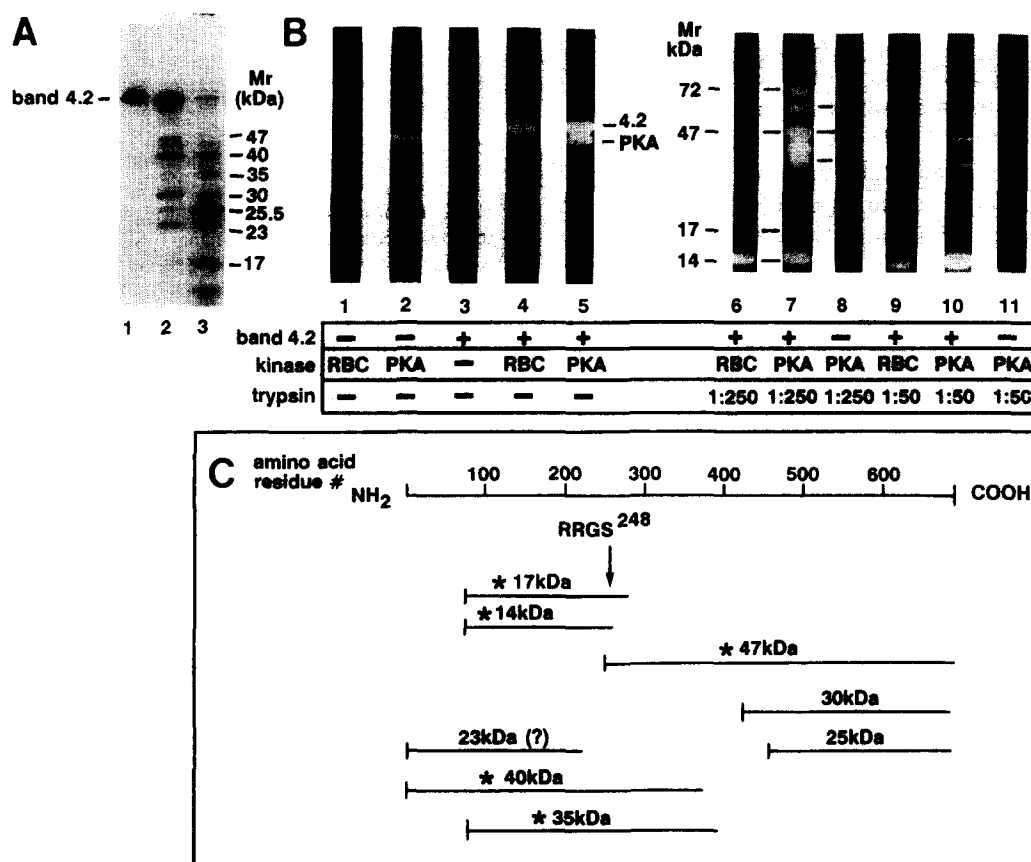 A
band 4.2
Mr
(kDa)
47
40
35
30
25.5
23
17
1 2 3
B
4.2
PKA
Mr
kDa
72
47
17
14
1 2 3 4 5 6 7 8 9 10 11
band 4.2 − − + + + + + − + + −
kinase RBC PKA − RBC PKA RBC PKA PKA RBC PKA PKA
trypsin − − − − − 1:250 1:250 1:250 1:50 1:50 1:50
C
amino acid
residue #
NH2 100 200 300 400 500 600 COOH
RRGS248
* 17kDa
* 14kDa
* 47kDa
30kDa
23kDa (?) 25kDa
* 40kDa
* 35kDa